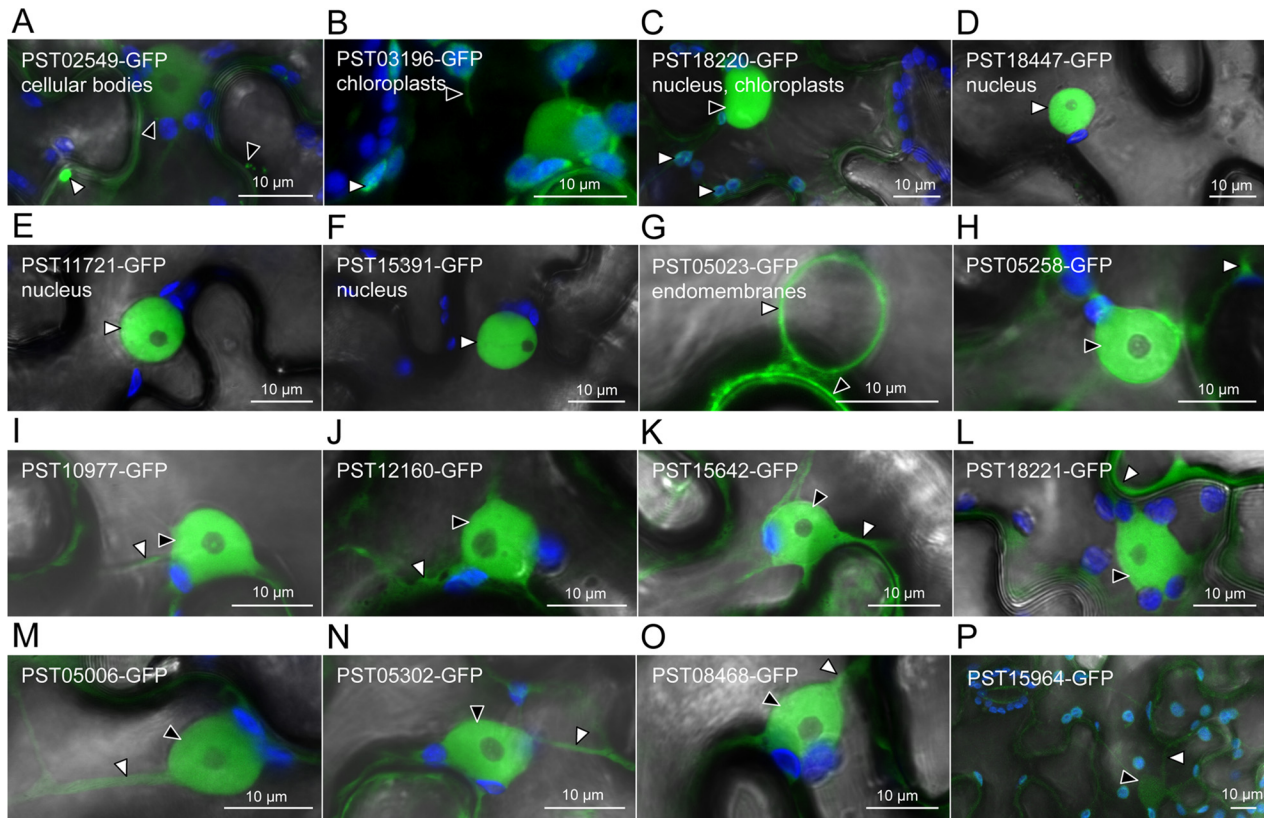 A
B
C
D
PST02549-GFP
cellular bodies
10 µm
PST03196-GFP
chloroplasts
10 µm
PST18220-GFP
nucleus, chloroplasts
10 µm
PST18447-GFP
nucleus
10 µm
E
F
G
H
PST11721-GFP
nucleus
10 µm
PST15391-GFP
nucleus
10 µm
PST05023-GFP
endomembranes
10 µm
PST05258-GFP
10 µm
I
J
K
L
PST10977-GFP
10 µm
PST12160-GFP
10 µm
PST15642-GFP
10 µm
PST18221-GFP
10 µm
M
N
O
P
PST05006-GFP
10 µm
PST05302-GFP
10 µm
PST08468-GFP
10 µm
PST15964-GFP
10 µm